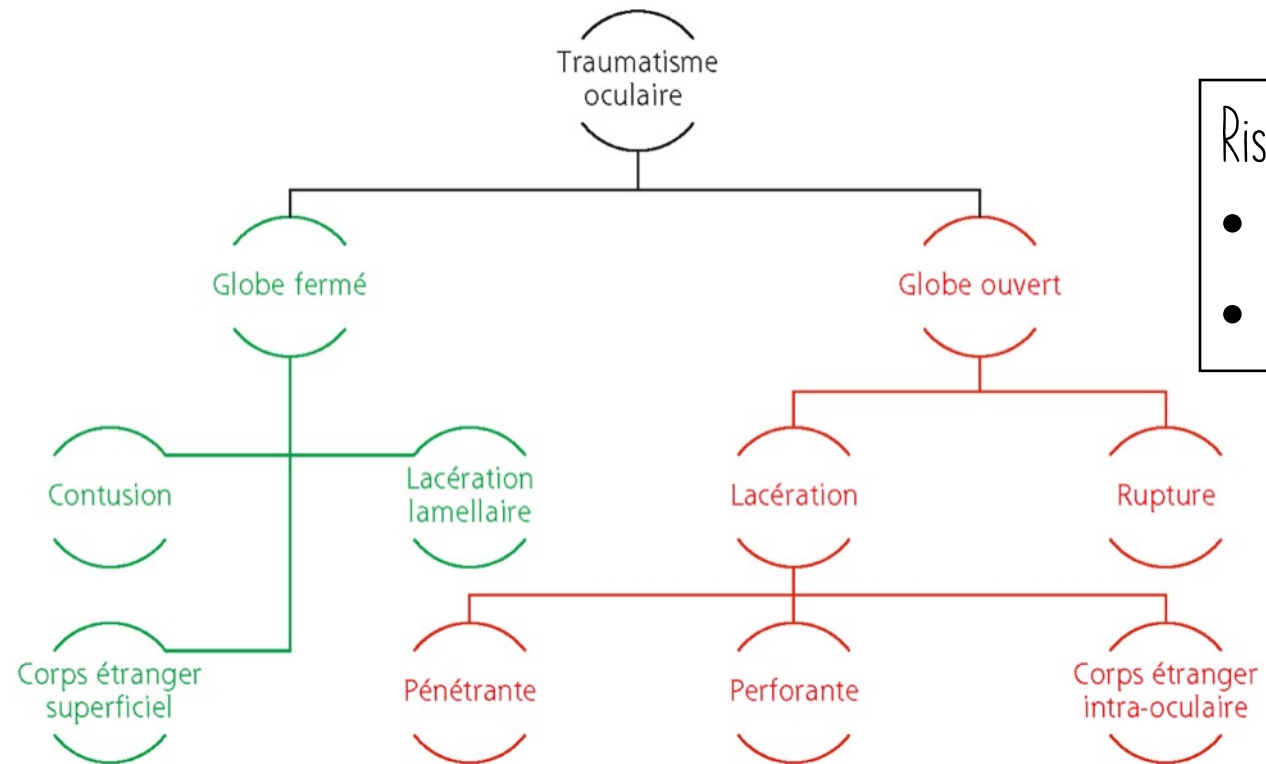 Traumatisme
oculaire
Ris
•
•
Globe fermé
Globe ouvert
Contusion
Lacération
lamellaire
Lacération
Rupture
Corps étranger
superficiel
Pénétrante
Perforante
Corps étranger
intra-oculaire